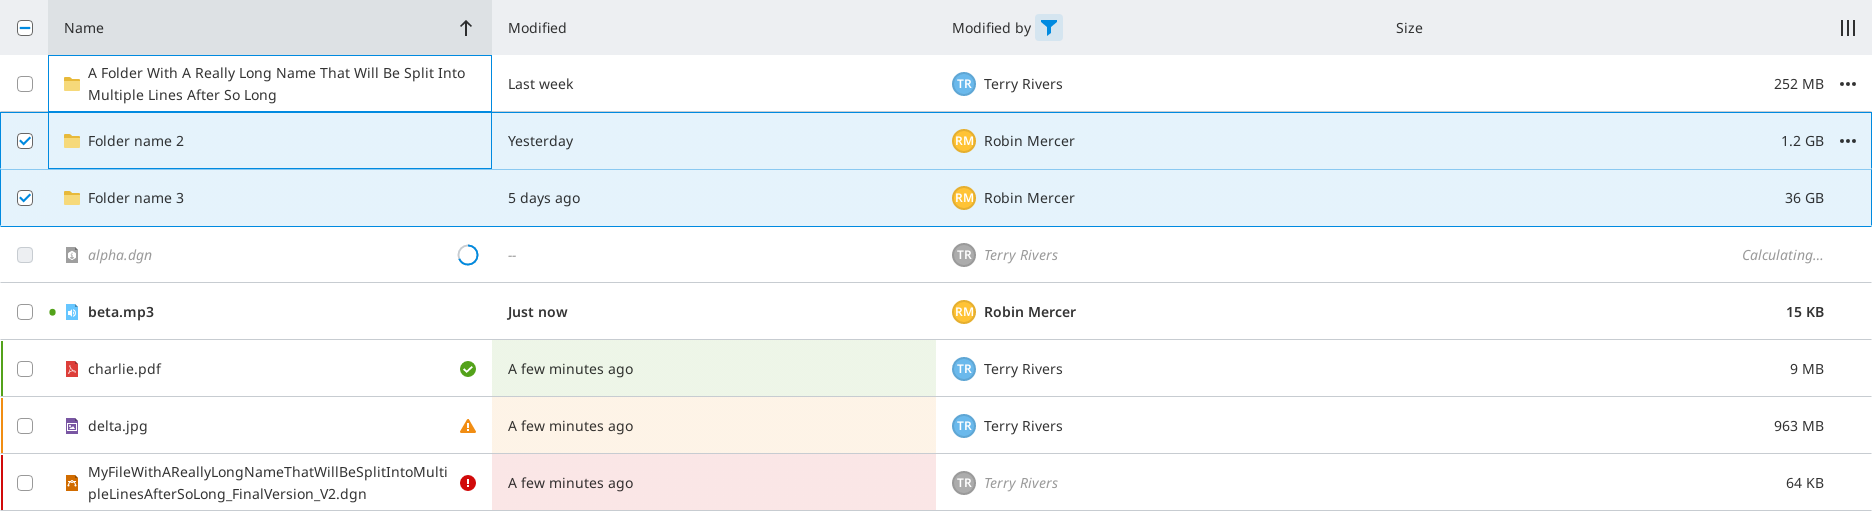 Name Modified Modified by Size
A Folder With A Really Long Name That Will Be Split Into
Multiple Lines After So Long
Last week TR Terry Rivers 252 MB
Folder name 2 Yesterday RM Robin Mercer 1.2 GB
Folder name 3 5 days ago RM Robin Mercer 36 GB
alpha.dgn -- TR Terry Rivers Calculating...
beta.mp3 Just now RM Robin Mercer 15 KB
charlie.pdf A few minutes ago TR Terry Rivers 9 MB
delta.jpg A few minutes ago TR Terry Rivers 963 MB
MyFileWithAReallyLongNameThatWillBeSplitIntoMulti
pleLinesAfterSoLong_FinalVersion_V2.dgn
A few minutes ago TR Terry Rivers 64 KB